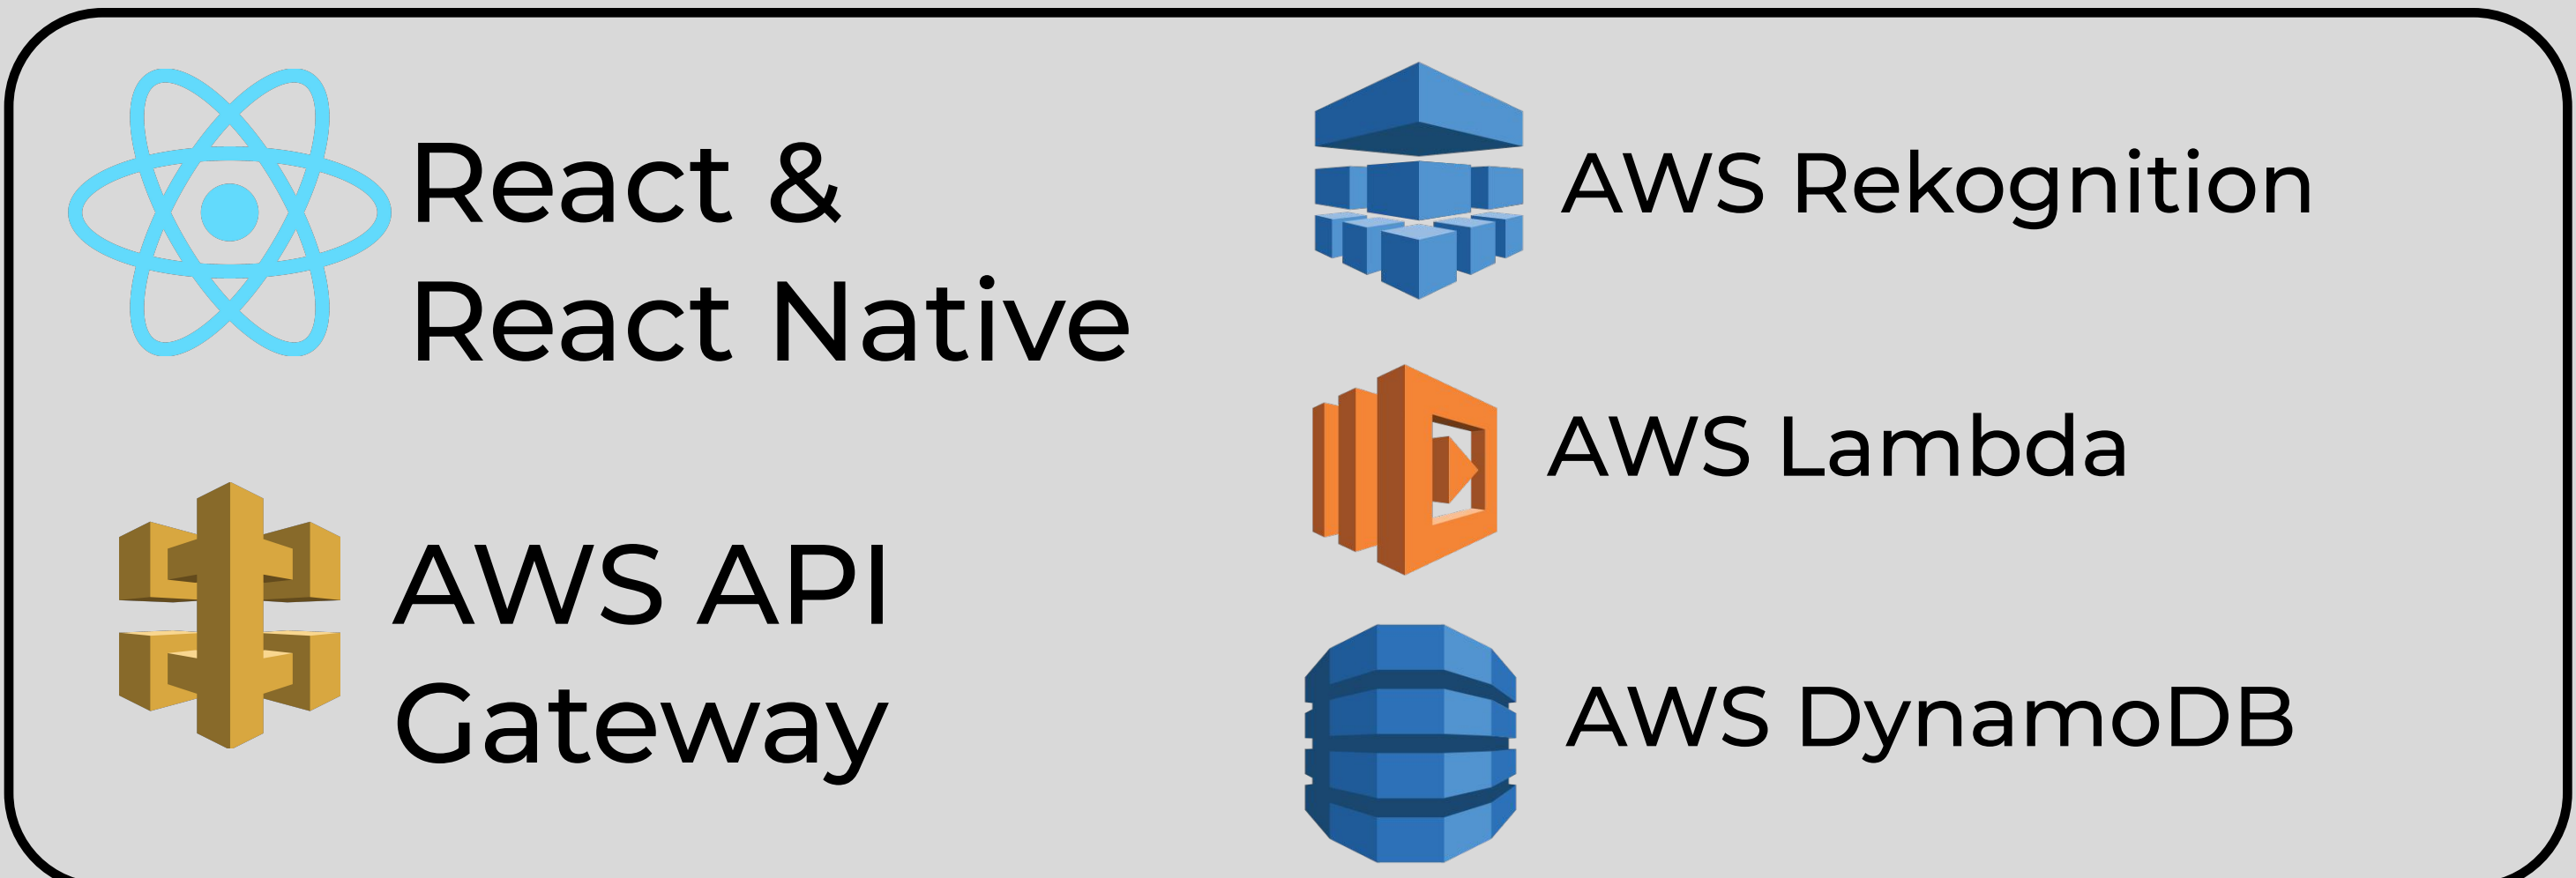 React &
React Native
AWS API
Gateway
AWS Rekognition
AWS Lambda
AWS DynamoDB